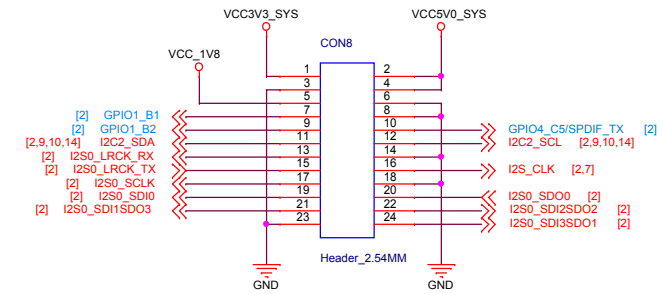 VCC3V3_SYS VCC5V0_SYS
CON8
VCC_1V8
1 2
3 4
5 6
[2] GPIO1_B1 7 8
[2] GPIO1_B2 9 10 GPIO4_C5/SPDIF_TX [2]
[2,9,10,14] I2C2_SDA 11 12 I2C2_SCL [2,9,10,14]
[2] I2S0_LRCK_RX 13 14
[2] I2S0_LRCK_TX 15 16 I2S_CLK [2,7]
[2] I2S0_SCLK 17 18
[2] I2S0_SDI0 19 20 I2S0_SDO0 [2]
[2] I2S0_SDI1SDO3 21 22 I2S0_SDI2SDO2 [2]
23 24 I2S0_SDI3SDO1 [2]
Header_2.54MM
GND GND